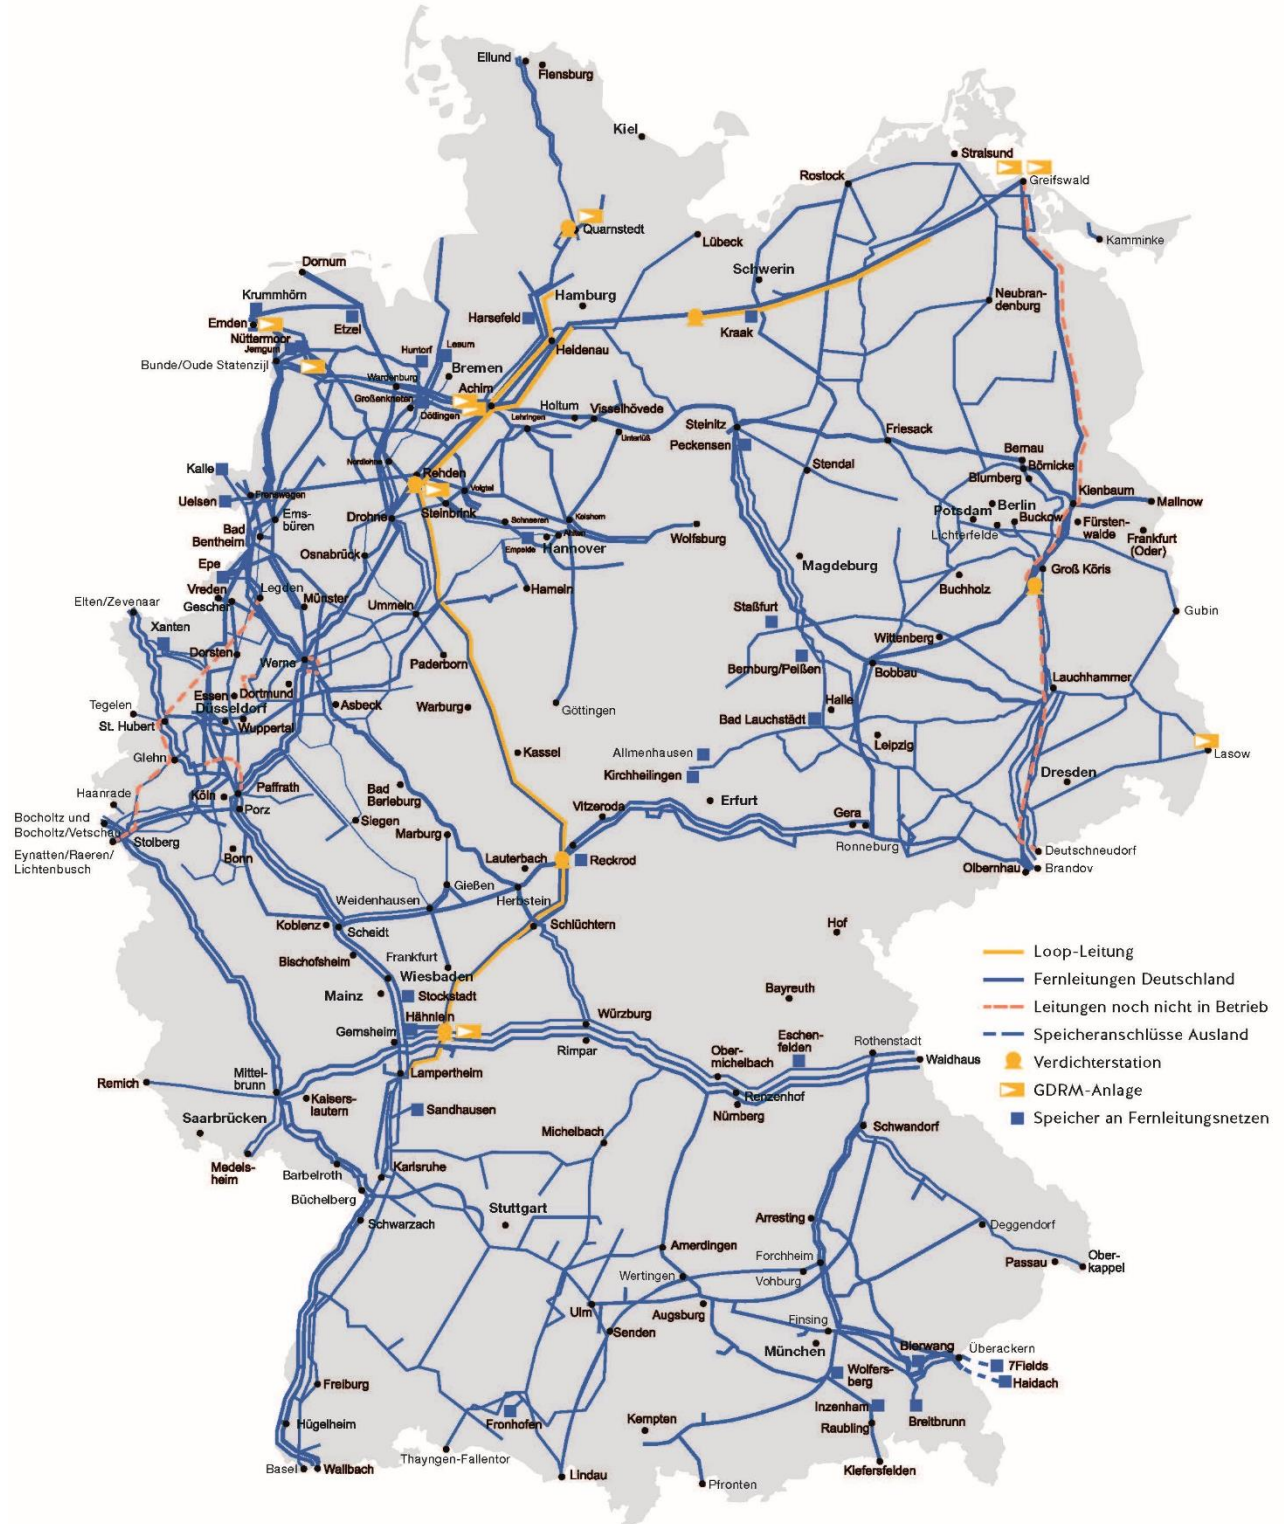 Ellund
Flensburg
Kiel
Stralsund
Rostock
Greifswald
Quarnstedt
Lübeck
Kamminke
Dornum
Schwerin
Krummhörn
Hamburg
Neubran-
denburg
Emden
Etzel
Harsefeld
Kraak
Nüttermoor
Jemgum
Huntorf
Lesum
Heidenau
Bunde/Oude Statenzijl
Bremen
Wardenburg
Achim
Großenkneten
Dötlingen
Holtum
Visselhövede
Lehringen
Unterlüß
Steinitz
Friesack
Peckensen
Bernau
Börnicke
Blumberg
Kalle
Rehden
Stendal
Uelsen
Frenswegen
Voigtei
Kienbaum
Mallnow
Steinbrink
Berlin
Ems-
büren
Drohne
Potsdam
Buckow
Fürsten-
walde
Frankfurt
(Oder)
Lichterfelde
Bad
Bentheim
Kolshorn
Ahlten
Wolfsburg
Empelde
Hannover
Osnabrück
Magdeburg
Epe
Groß Köris
Vreden
Legden
Hameln
Buchholz
Gescher
Münster
Elten/Zevenaar
Ummeln
Staßfurt
Gubin
Xanten
Wittenberg
Dorsten
Werne
Paderborn
Bernburg/Peißen
Bobbau
Essen
Dortmund
Lauchhammer
Tegelen
Düsseldorf
Asbeck
Warburg
Göttingen
Halle
St. Hubert
Wuppertal
Bad Lauchstädt
Leipzig
Glehn
Kassel
Allmenhausen
Lasow
Kirchheilingen
Dresden
Haanrade
Köln
Paffrath
Bad
Berleburg
Vitzeroda
Erfurt
Porz
Bocholtz und
Bocholtz/Vetschau
Siegen
Marburg
Gera
Stolberg
Ronneburg
Eynatten/Raeren/
Lichtenbusch
Bonn
Lauterbach
Reckrod
Deutschneudorf
Olbernhau
Brandov
Gießen
Weidenhausen
Herbstein
Koblenz
Scheidt
Schlüchtern
Hof
Bischofsheim
Frankfurt
Loop-Leitung
Wiesbaden
Fernleitungen Deutschland
Mainz
Stockstadt
Bayreuth
Leitungen noch nicht in Betrieb
Hähnlein
Würzburg
Gernsheim
Eschen-
felden
Speicheranschlüsse Ausland
Rimpar
Rothenstadt
Ober-
michelbach
Waidhaus
Verdichterstation
Remich
Mittel-
brunn
Lampertheim
Renzenhof
GDRM-Anlage
Kaisers-
lautern
Nürnberg
Sandhausen
Speicher an Fernleitungsnetzen
Saarbrücken
Michelbach
Schwandorf
Medels-
heim
Barbelroth
Karlsruhe
Büchelberg
Stuttgart
Schwarzach
Arresting
Deggendorf
Amerdingen
Forchheim
Passau
Ober-
kappel
Wertingen
Vohburg
Ulm
Augsburg
Finsing
Senden
München
Bierwang
Überackern
7Fields
Wolfers-
berg
Haidach
Freiburg
Inzenham
Hügelheim
Fronhofen
Kempten
Raubling
Breitbrunn
Thayngen-Fallentor
Basel
Wallbach
Lindau
Kiefersfelden
Pfronten